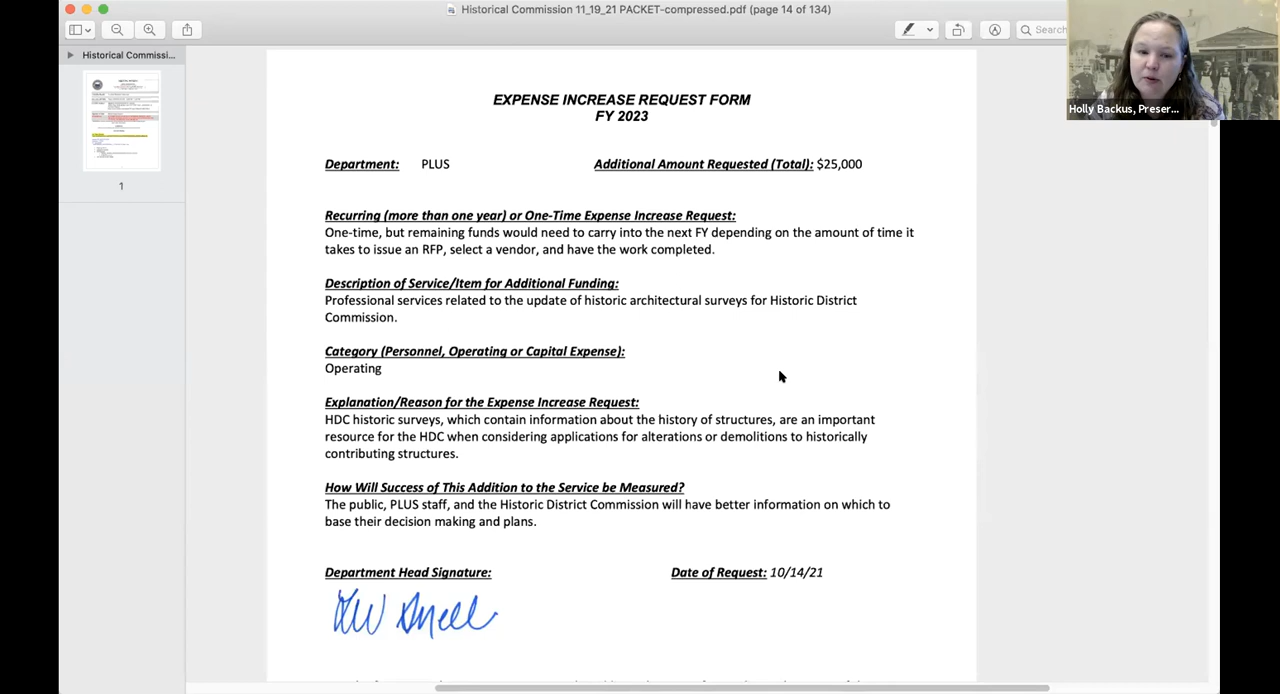 Historical Commission 11_19_21 PACKET-compressed.pdf (page 14 of 134)
Search
Historical Commissi...
1
Holly Backus, Preser...
EXPENSE INCREASE REQUEST FORM
FY 2023
Department: PLUS Additional Amount Requested (Total): $25,000
Recurring (more than one year) or One-Time Expense Increase Request:
One-time, but remaining funds would need to carry into the next FY depending on the amount of time it
takes to issue an RFP, select a vendor, and have the work completed.
Description of Service/Item for Additional Funding:
Professional services related to the update of historic architectural surveys for Historic District
Commission.
Category (Personnel, Operating or Capital Expense):
Operating
Explanation/Reason for the Expense Increase Request:
HDC historic surveys, which contain information about the history of structures, are an important
resource for the HDC when considering applications for alterations or demolitions to historically
contributing structures.
How Will Success of This Addition to the Service be Measured?
The public, PLUS staff, and the Historic District Commission will have better information on which to
base their decision making and plans.
Department Head Signature: Date of Request: 10/14/21